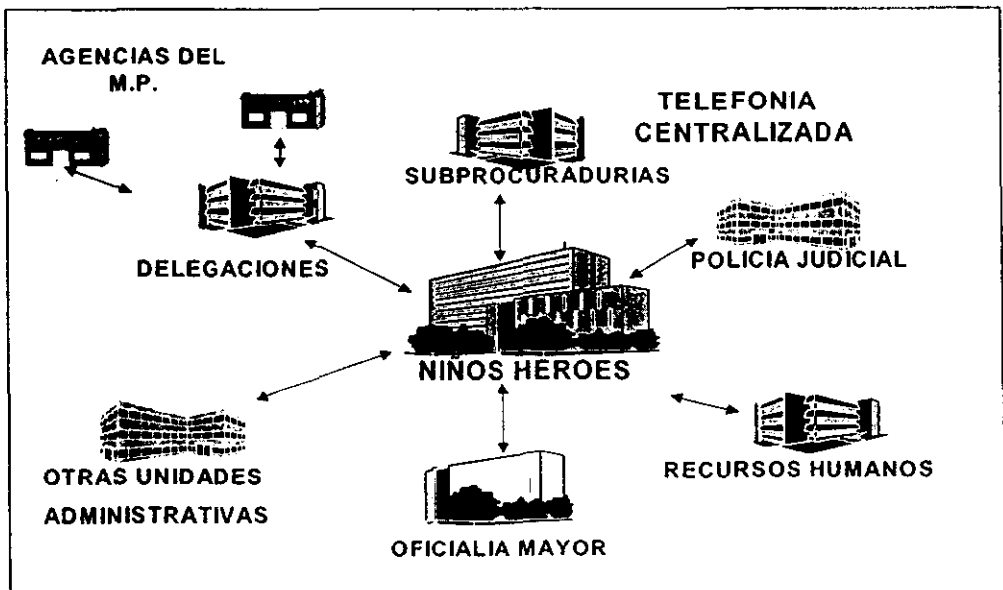 AGENCIAS DEL
M.P.
TELEFONIA
CENTRALIZADA
SUBPROCURADURIAS
POLICIA JUDICIAL
DELEGACIONES
NIÑOS HEROES
OTRAS UNIDADES
ADMINISTRATIVAS
RECURSOS HUMANOS
OFICIALIA MAYOR